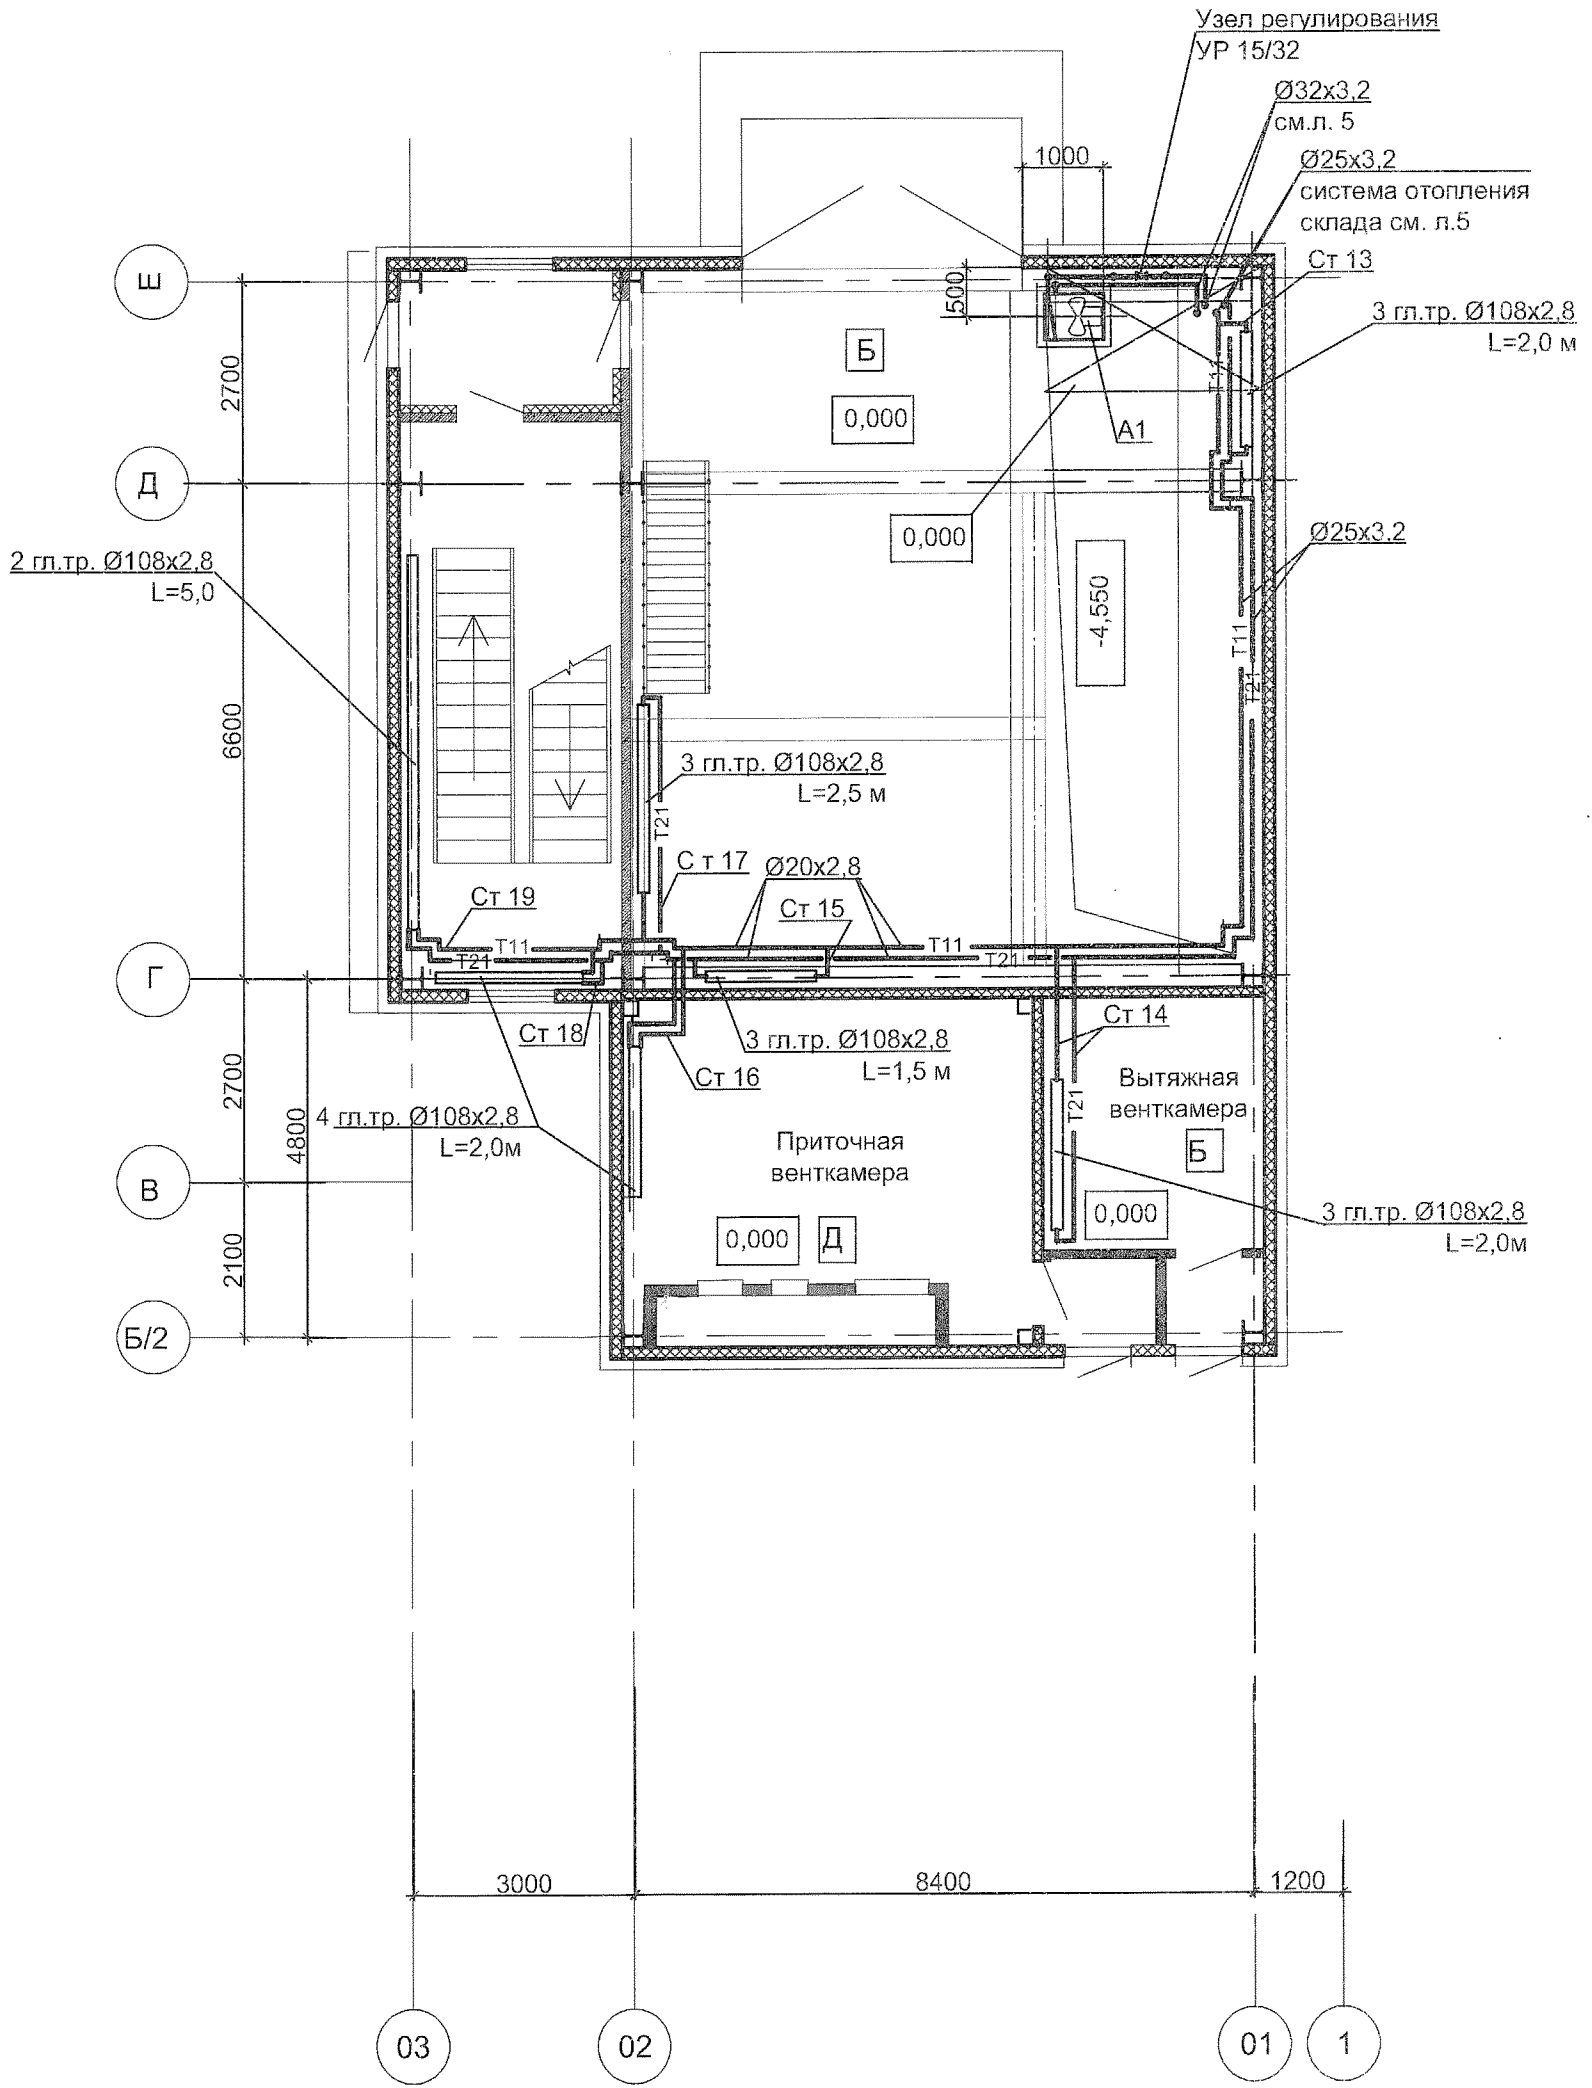 Узел регулирования
УР 15/32
Ø32х3,2
см.л. 5
Ø25х3,2
система отопления
склада см. л.5
Ст 13
3 гл.тр. Ø108х2,8
L=2,0 м
1000
500
Ш
Б
0,000
А1
Т11
2700
Д
0,000
Ø25х3,2
2 гл.тр. Ø108х2,8
L=5,0
-4,550
Т11
Т21
6600
3 гл.тр. Ø108х2,8
L=2,5 м
Т21
С т 17
Ø20х2,8
Ст 19
Ст 15
Т11
Т11
Т21
Т21
Г
Ст 18
3 гл.тр. Ø108х2,8
L=1,5 м
Ст 14
Ст 16
Вытяжная
венткамера
Т21
Б
2700
4800
4 гл.тр. Ø108х2,8
L=2,0м
Приточная
венткамера
В
0,000
3 гл.тр. Ø108х2,8
L=2,0м
0,000
Д
2100
Б/2
3000
8400
1200
03
02
01
1